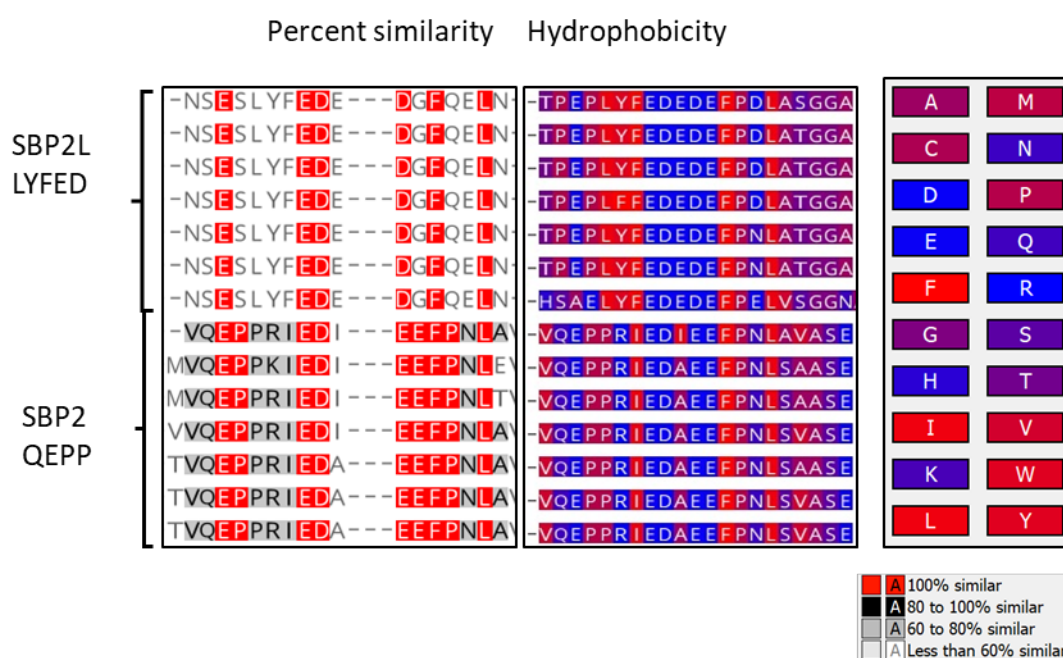 Percent similarity Hydrophobicity
SBP2L
LYFED
SBP2
QEPP
-NSESLYFEDE---DGFQELN- -TPEPLYFEDEDEFPDLASGGA
-NSESLYFEDE---DGFQELN- -TPEPLYFEDEDEFPDLATGGA
-NSESLYFEDE---DGFQELN- -TPEPLYFEDEDEFPDLATGGA
-NSESLYFEDE---DGFQELN- -TPEPLFFEDEDEFPDLATGGA
-NSESLYFEDE---DGFQELN- -TPEPLYFEDEDEFPNLATGGA
-NSESLYFEDE---DGFQELN- -TPEPLYFEDEDEFPNLATGGA
-NSESLYFEDE---DGFQELN- -HSAELYFEDEDEFPELVSGGN
-VQEPPRIEDI---EEFPNLAV -VQEPPRIEDIEEFPNLAVASE
MVQEPPKIEDI---EEFPNLEV -VQEPPRIEDAEEFPNLSAASE
MVQEPPRIEDI---EEFPNLTV -VQEPPRIEDAEEFPNLSAASE
VVQEPPRIEDI---EEFPNLA -VQEPPRIEDAEEFPNLSVASE
TVQEPPRIEDA---EEFPNLA -VQEPPRIEDAEEFPNLSAASE
TVQEPPRIEDA---EEFPNLA -VQEPPRIEDAEEFPNLSVASE
TVQEPPRIEDA---EEFPNLA -VQEPPRIEDAEEFPNLSVASE
A M
C N
D P
E Q
F R
G S
H T
I V
K W
L Y
A 100% similar
A 80 to 100% similar
A 60 to 80% similar
A Less than 60% similar